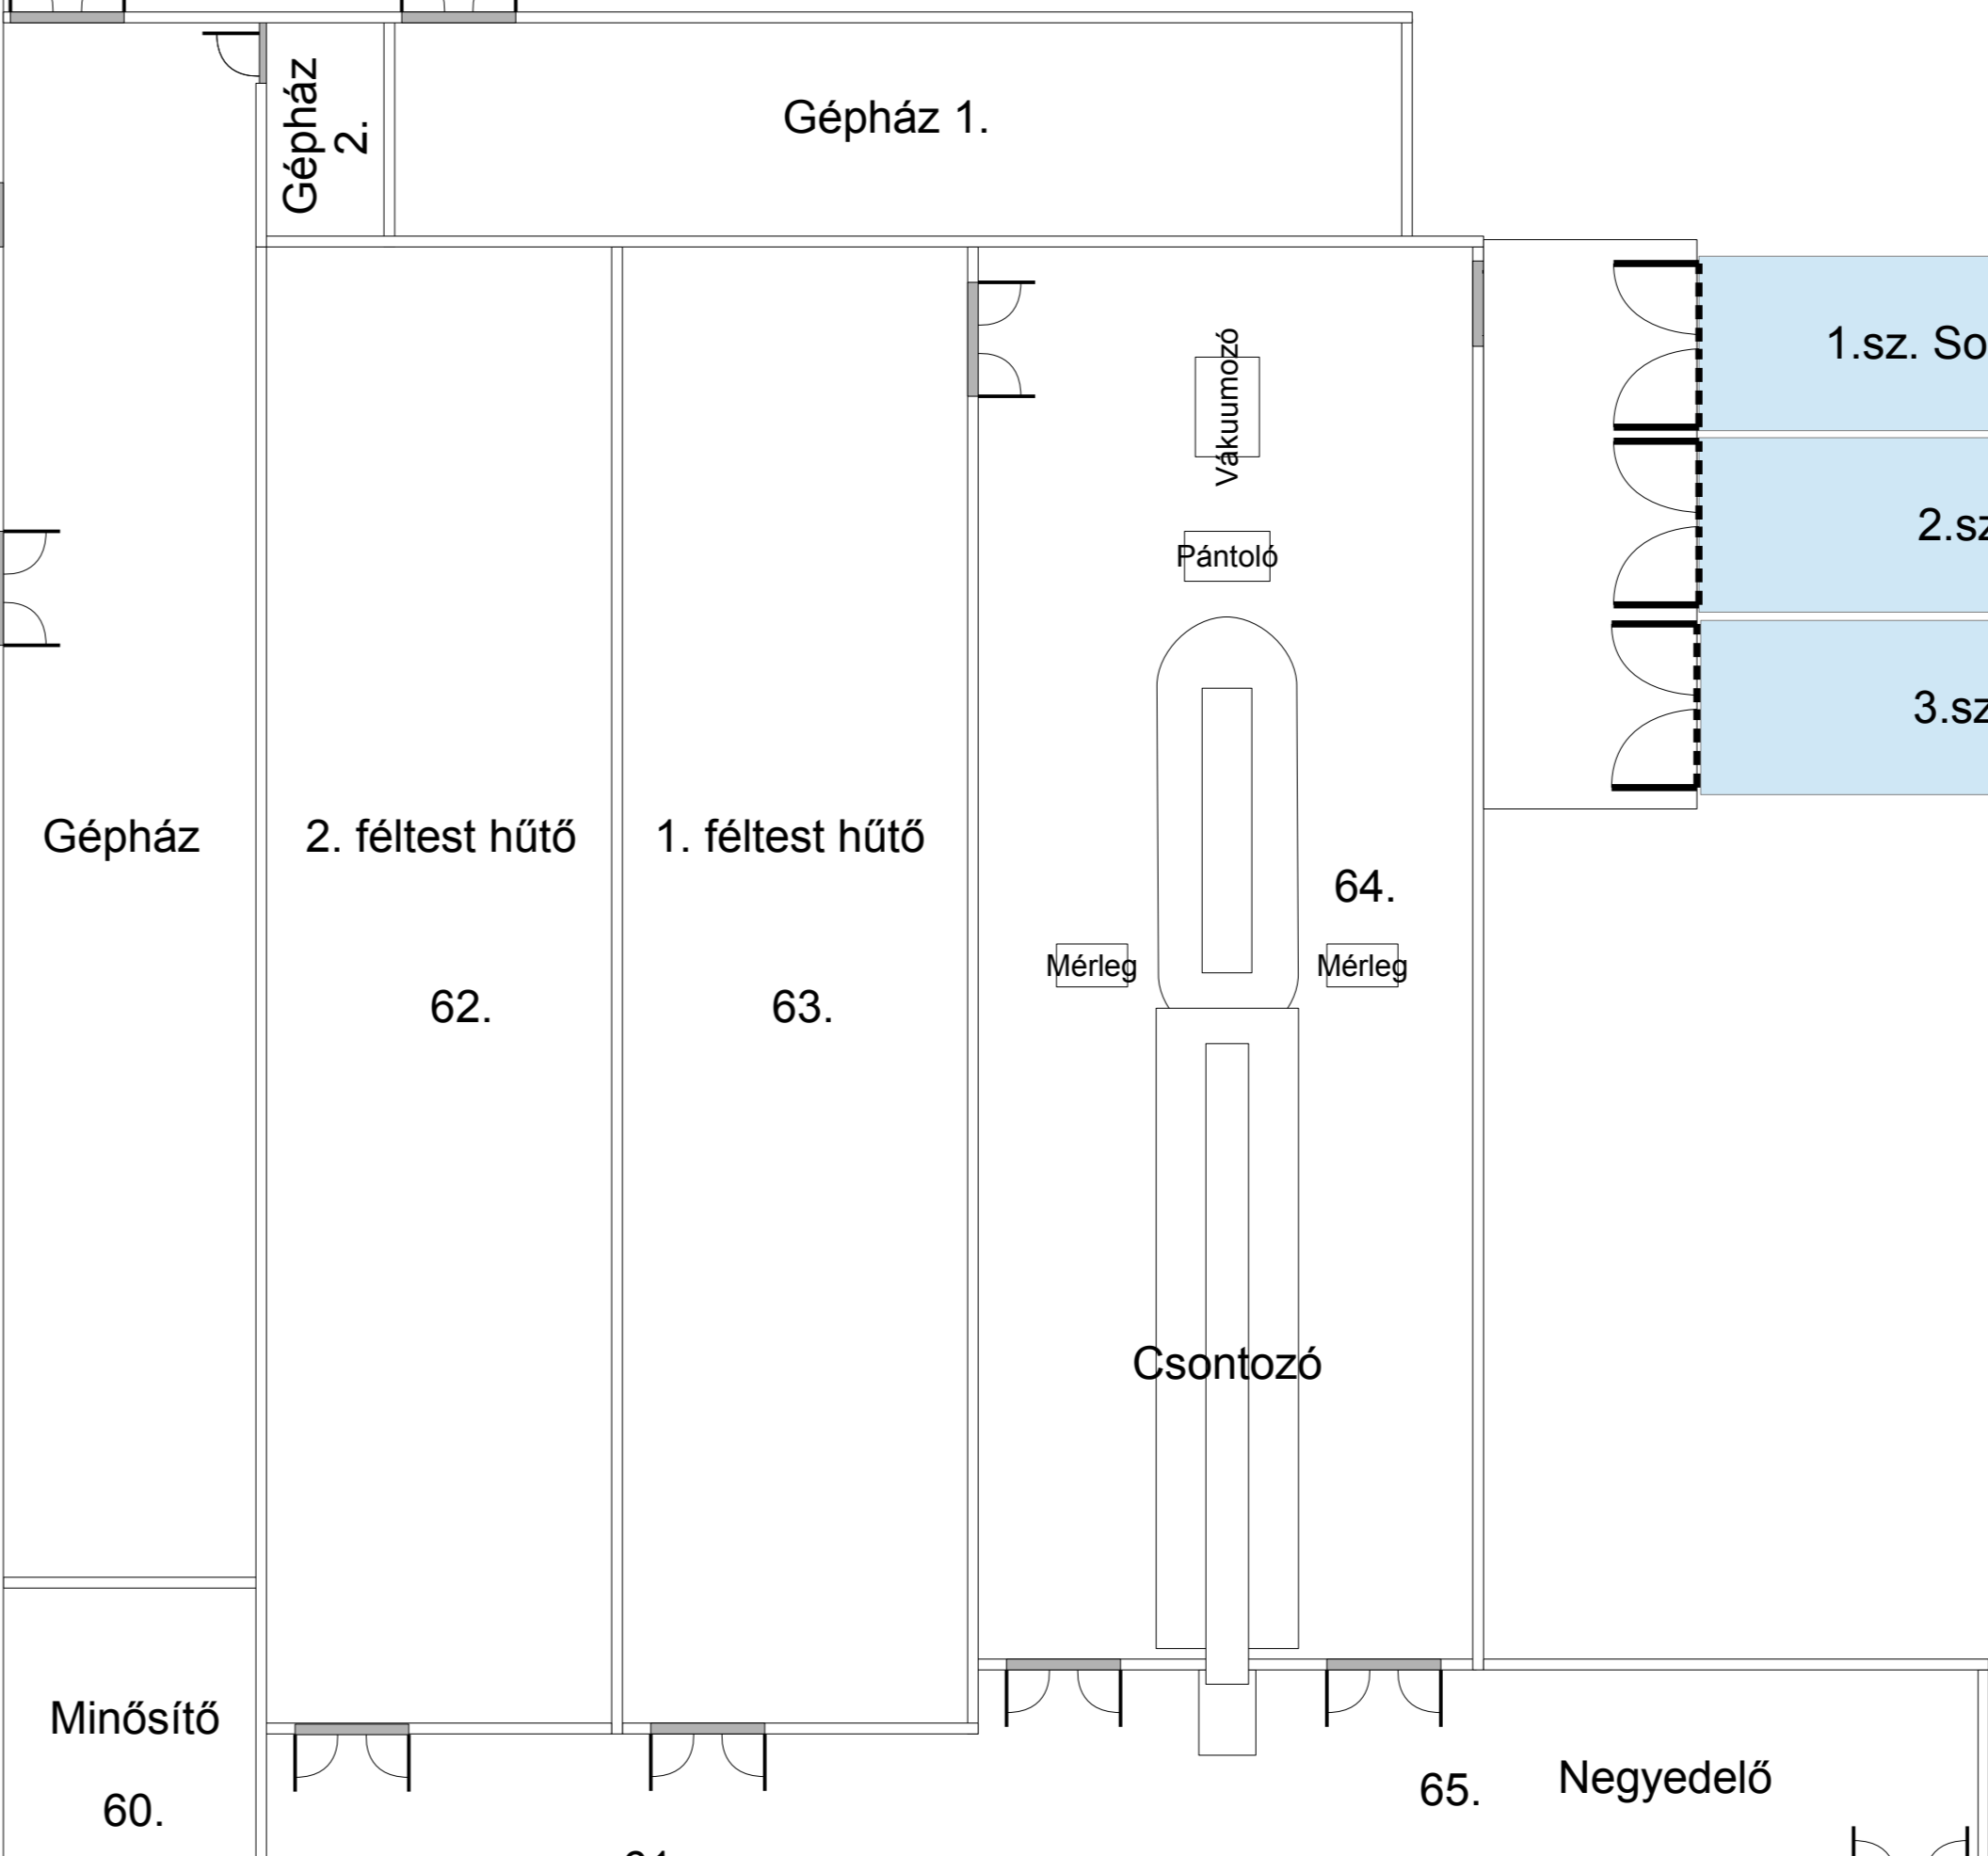 Gépház
2.
Gépház 1.
1.sz. So
Vákuumozó
2.sz
Pántoló
3.sz
Gépház
2. féltest hűtő
1. féltest hűtő
64.
Mérleg
Mérleg
62.
63.
Csontozó
Minősítő
60.
65.
Negyedelő